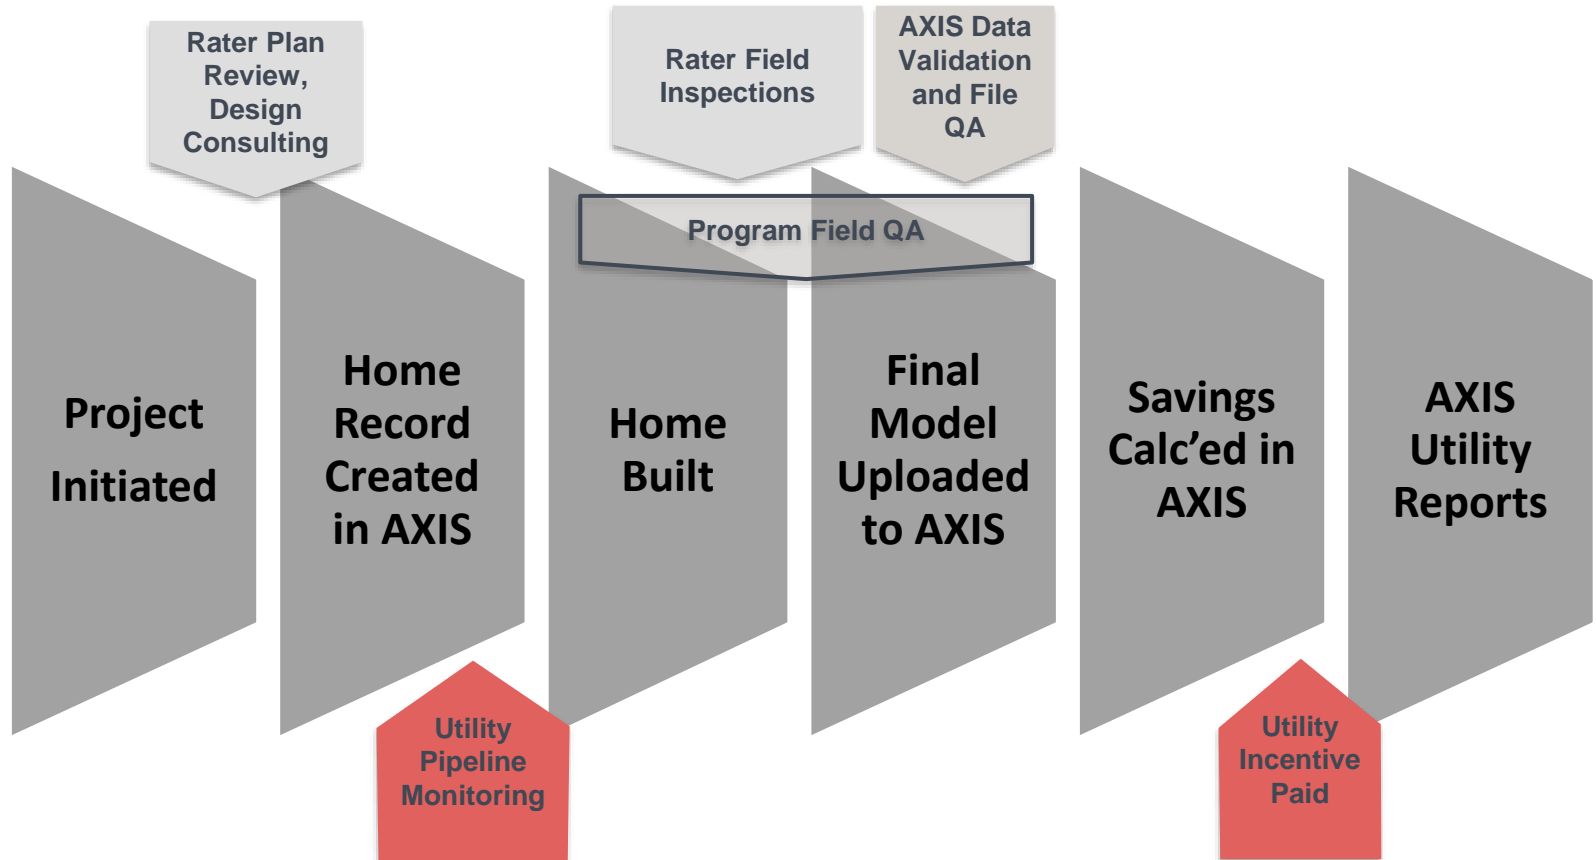 Rater Plan
Review,
Design
Consulting
Rater Field
Inspections
AXIS Data
Validation
and File
QA
Program Field QA
Project
Initiated
Home
Record
Created
in AXIS
Home
Built
Final
Model
Uploaded
to AXIS
Savings
Calc’ed in
AXIS
AXIS
Utility
Reports
Utility
Pipeline
Monitoring
Utility
Incentive
Paid